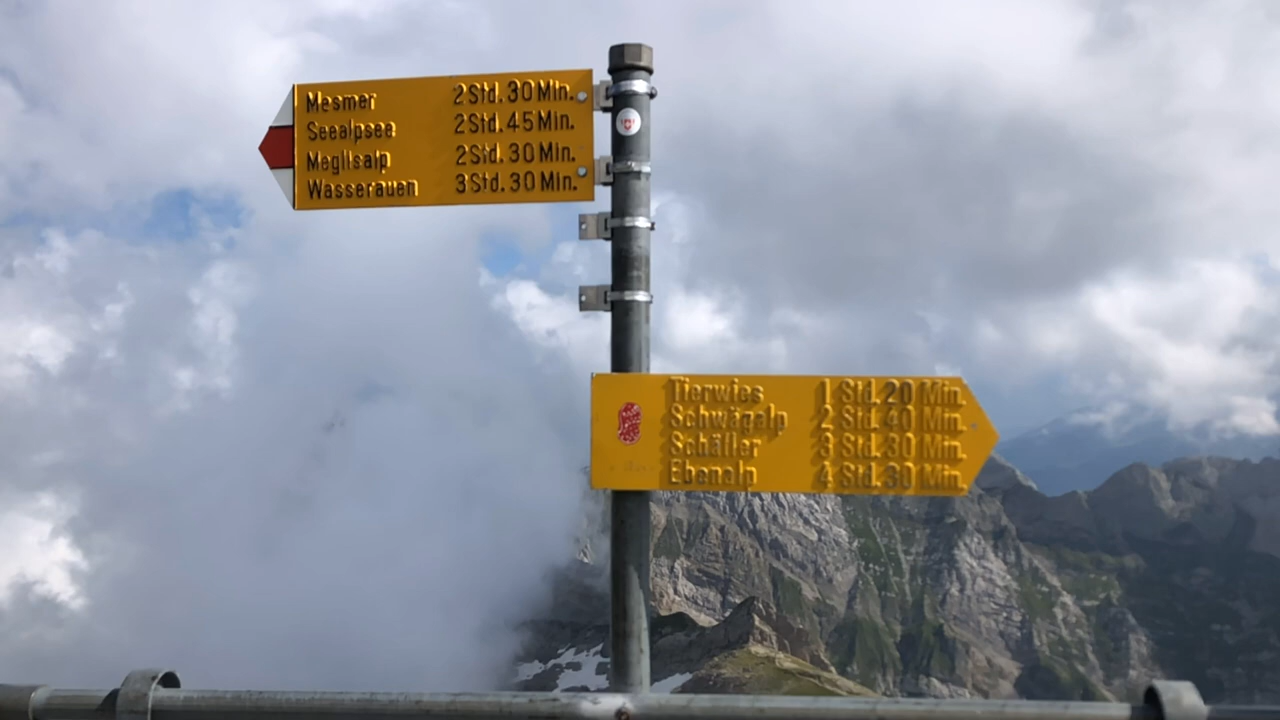 Mesmer 2 Std. 30 Min.
Seealpsee 2 Std. 45 Min.
Meglisalp 2 Std. 30 Min.
Wasserauen 3 Std. 30 Min.
Tierwies 1 Std. 20 Min.
Schwägalp 2 Std. 40 Min.
Schäfler 3 Std. 30 Min.
Ebenalp 4 Std. 30 Min.